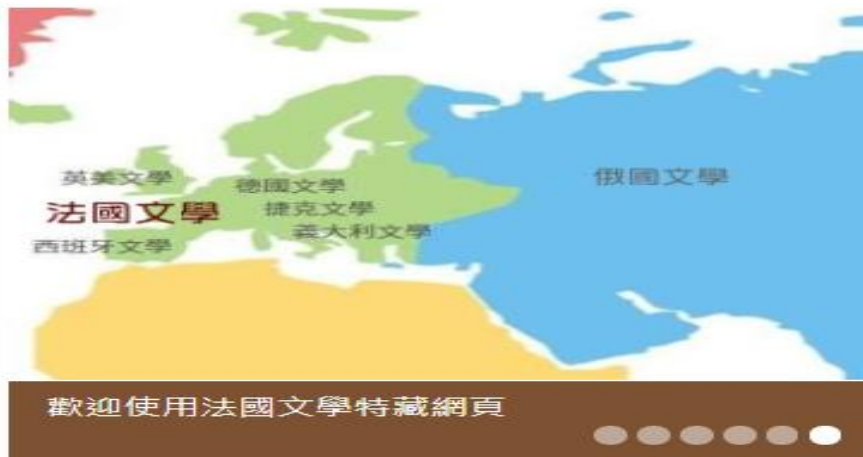 英美文學
德國文學
俄國文學
法國文學
捷克文學
義大利文學
西班牙文學
歡迎使用法國文學特藏網頁